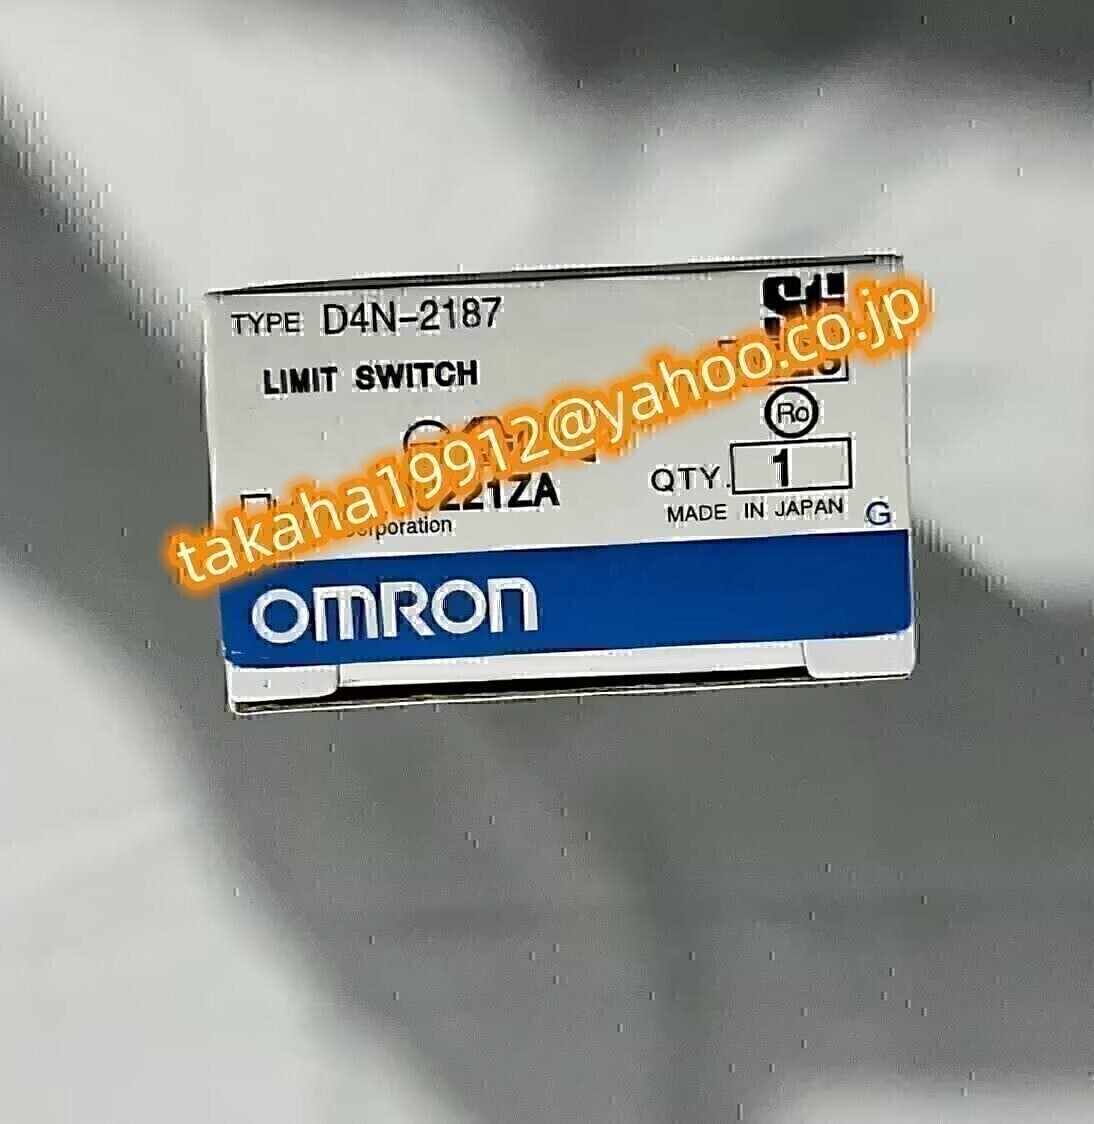 TYPE D4N-2187
LIMIT SWITCH
Ro
takaha19912@yahoo.co.jp
QTY. 1
221ZA
MADE IN JAPAN
G
orporation
OMRON